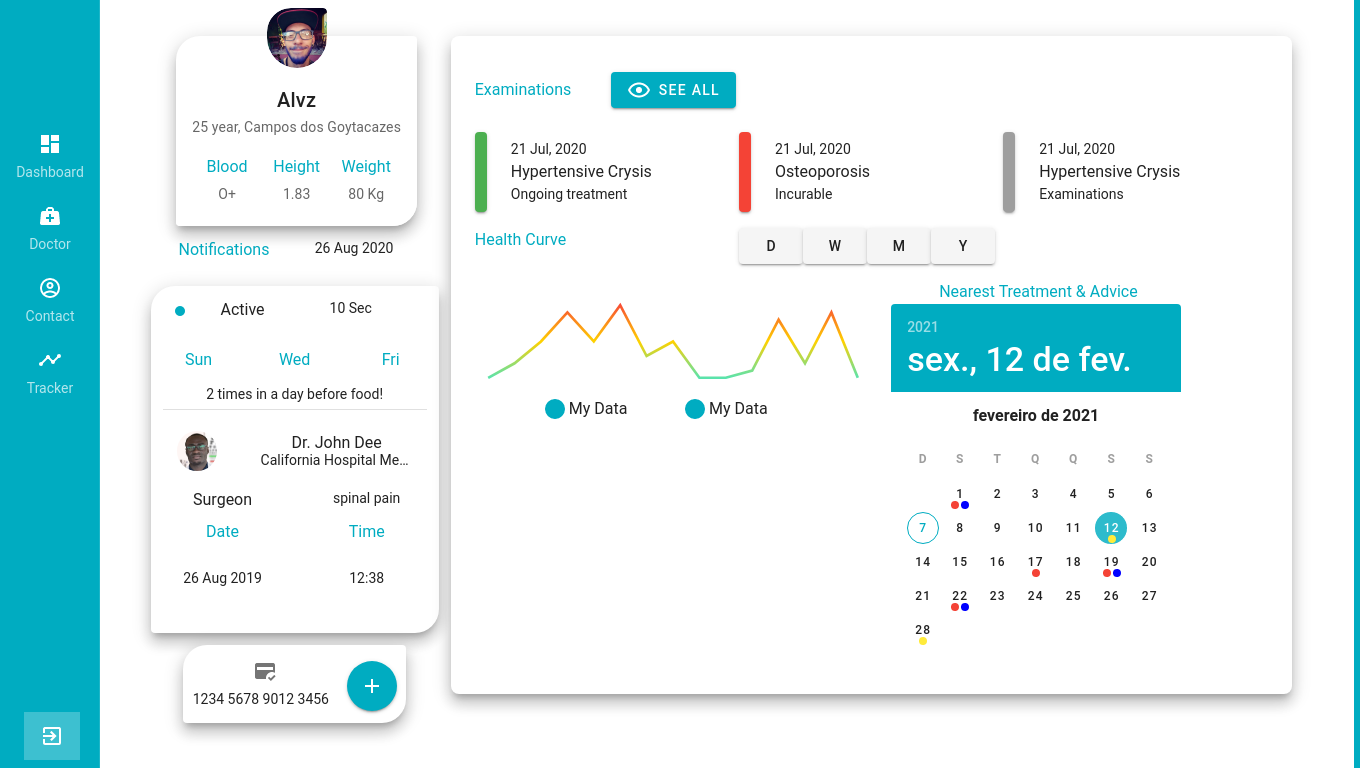 Dashboard
Doctor
Contact
Tracker
Alvz
25 year, Campos dos Goytacazes
Blood Height Weight
O+ 1.83 80 Kg
Notifications 26 Aug 2020
Active 10 Sec
Sun Wed Fri
2 times in a day before food!
Dr. John Dee
California Hospital Me...
Surgeon spinal pain
Date Time
26 Aug 2019 12:38
1234 5678 9012 3456
Examinations SEE ALL
21 Jul, 2020
Hypertensive Crysis
Ongoing treatment
21 Jul, 2020
Osteoporosis
Incurable
21 Jul, 2020
Hypertensive Crysis
Examinations
Health Curve
D W M Y
My Data My Data
Nearest Treatment & Advice
2021
sex., 12 de fev.
fevereiro de 2021
D S T Q Q S S
1 2 3 4 5 6
7 8 9 10 11 12 13
14 15 16 17 18 19 20
21 22 23 24 25 26 27
28